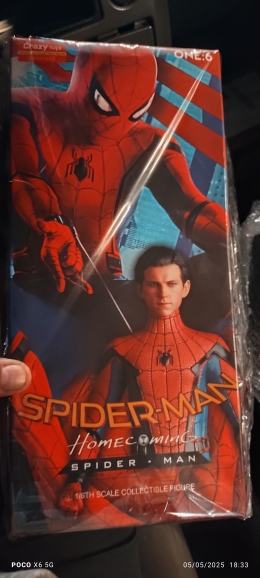 Crazy toys
ONE:6
SPIDER-MAN
HOMECOMING
SPIDER - MAN
1/6TH SCALE COLLECTIBLE FIGURE
POCO X6 5G
05/05/2025 18:33